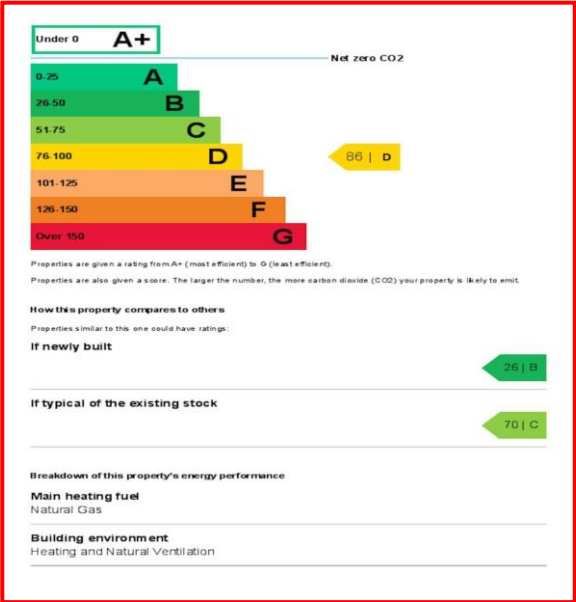 Under 0 A+
Net zero CO2
0-25 A
26-50 B
51-75 C
76-100 D 86 | D
101-125 E
126-150 F
Over 150 G
Properties are given a rating from A+ (most efficient) to G (least efficient).
Properties are also given a score. The larger the number, the more carbon dioxide (CO2) your property is likely to emit.
How this property compares to others
Properties similar to this one could have ratings:
If newly built
26 | B
If typical of the existing stock
70 | C
Breakdown of this property's energy performance
Main heating fuel
Natural Gas
Building environment
Heating and Natural Ventilation